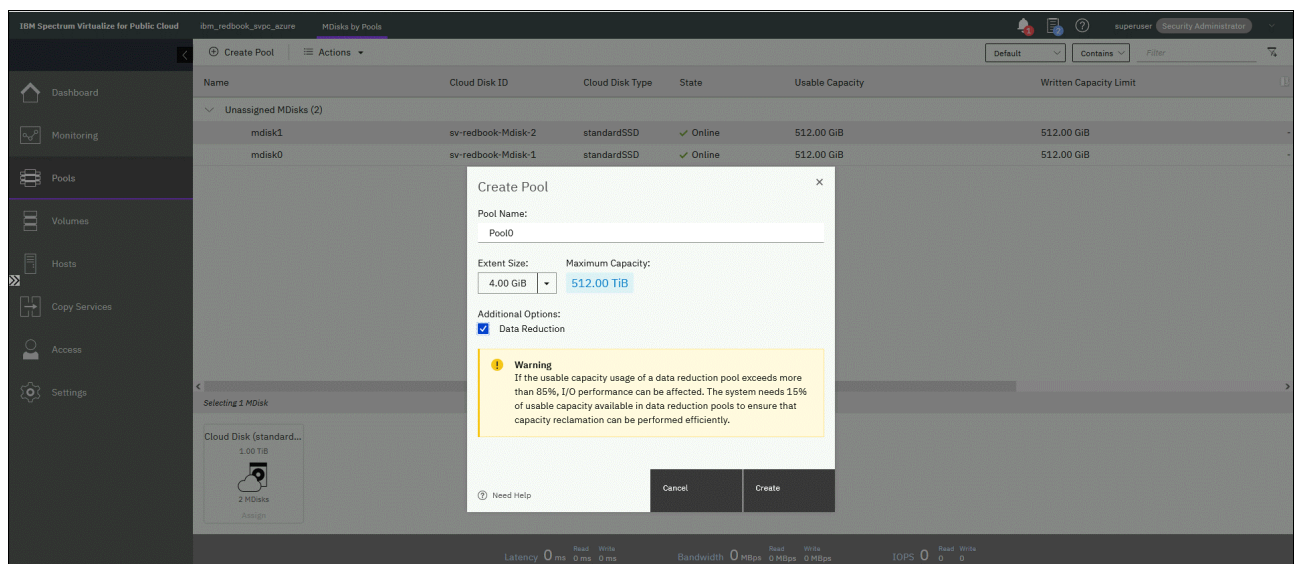 IBM Spectrum Virtualize for Public Cloud ibm_redbook_svpc_azure MDisks by Pools 1 2 superuser Security Administrator
Create Pool Actions Default Contains Filter
Dashboard
Monitoring
Pools
Volumes
Hosts
Copy Services
Access
Settings
Name Cloud Disk ID Cloud Disk Type State Usable Capacity Written Capacity Limit
Unassigned MDisks (2)
mdisk1 sv-redbook-Mdisk-2 standardSSD Online 512.00 GiB 512.00 GiB -
mdisk0 sv-redbook-Mdisk-1 standardSSD Online 512.00 GiB 512.00 GiB -
Create Pool
Pool Name:
Pool0
Extent Size: Maximum Capacity:
4.00 GiB 512.00 TiB
Additional Options:
Data Reduction
Warning
If the usable capacity usage of a data reduction pool exceeds more
than 85%, I/O performance can be affected. The system needs 15%
of usable capacity available in data reduction pools to ensure that
capacity reclamation can be performed efficiently.
Need Help Cancel Create
Selecting 1 MDisk
Cloud Disk (standard...
1.00 TiB
2 MDisks
Assign
Latency 0 ms Read 0 ms Write 0 ms Bandwidth 0 MBps Read 0 MBps Write 0 MBps IOPS 0 Read 0 Write 0